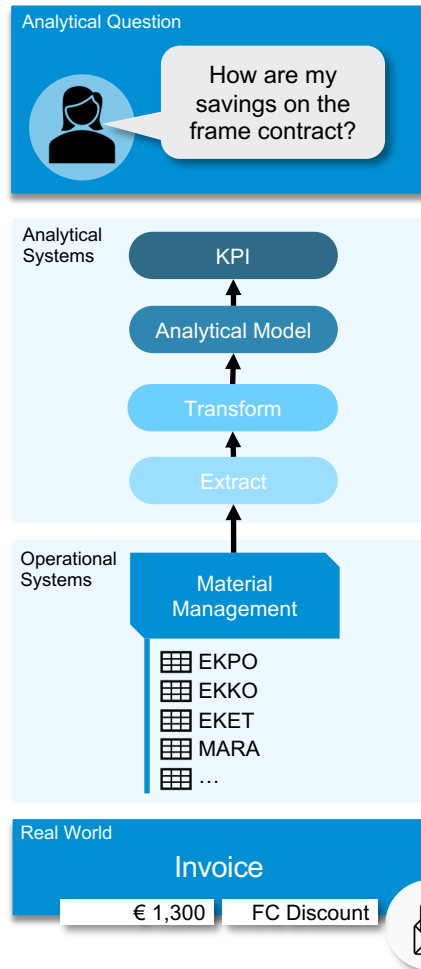 Analytical Question
How are my
savings on the
frame contract?
Analytical
Systems
KPI
Analytical Model
Transform
Extract
Operational
Systems
Material
Management
EKPO
EKKO
EKET
MARA
…
Real World
Invoice
€ 1,300
FC Discount